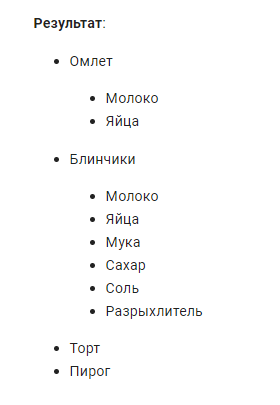 Результат:
Омлет
Молоко
Яйца
Блинчики
Молоко
Яйца
Мука
Сахар
Соль
Разрыхлитель
Торт
Пирог